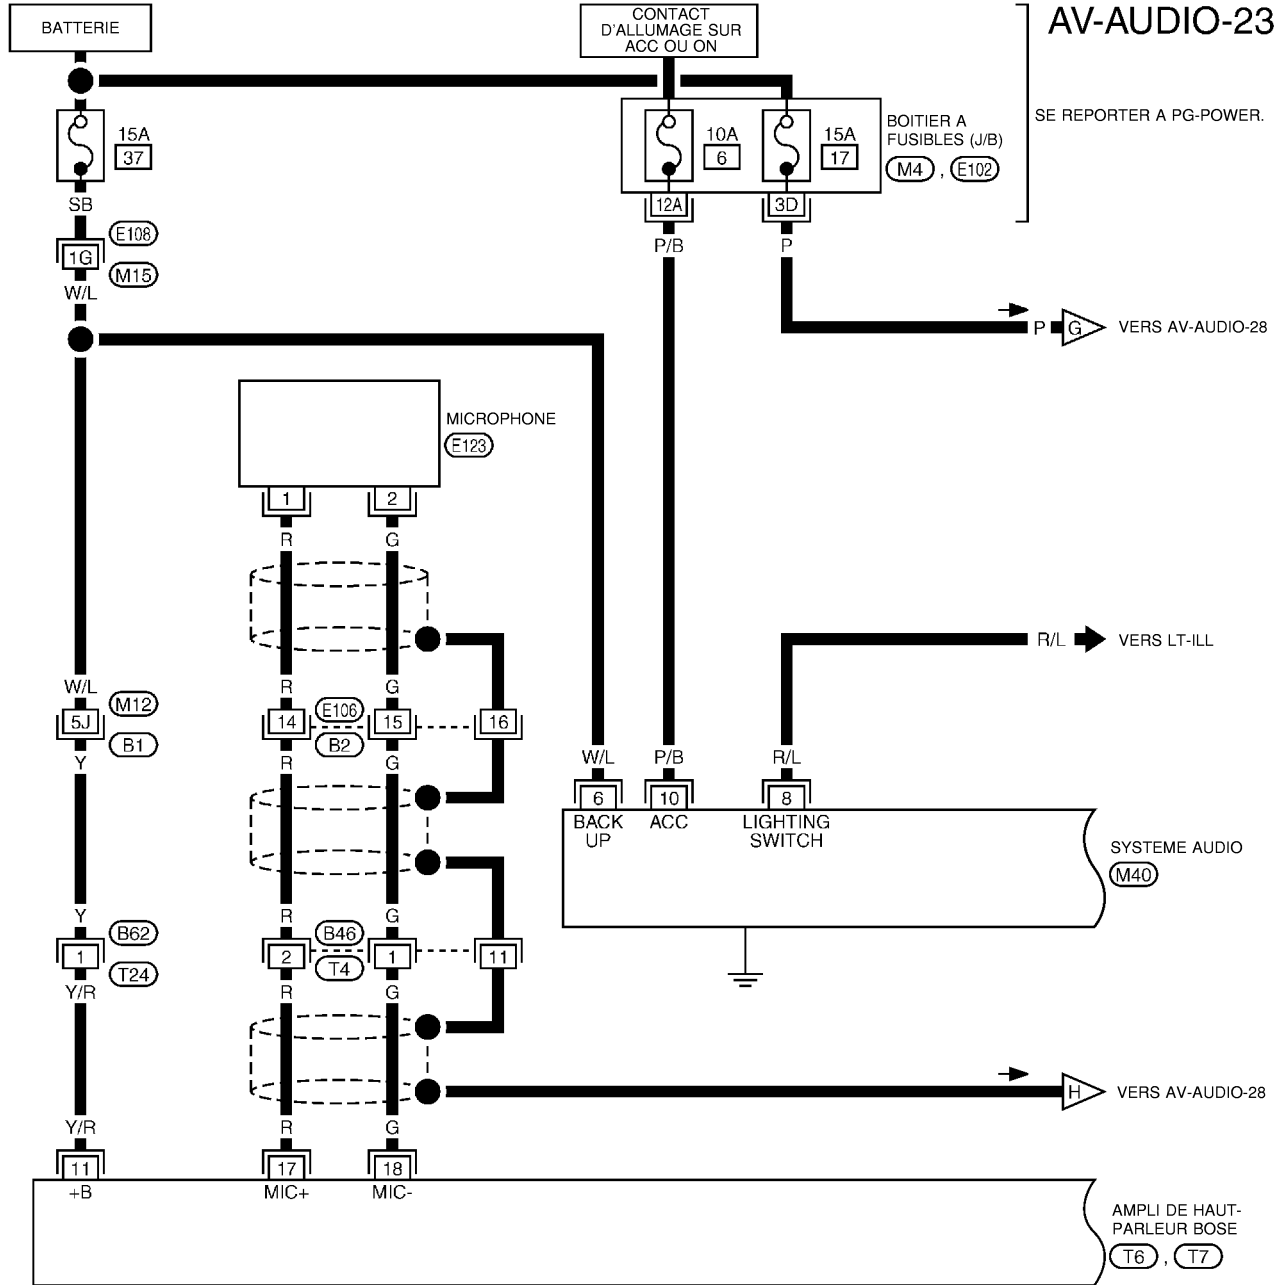 AV-AUDIO-23
BATTERIE
CONTACT
D'ALLUMAGE SUR
ACC OU ON
SE REPORTER A PG-POWER.
15A
37
10A
6
15A
17
BOITIER A
FUSIBLES (J/B)
M4 , E102
SB
12A
3D
E108
1G
M15
P/B
P
W/L
P G VERS AV-AUDIO-28
MICROPHONE
E123
1 2
R G
R/L VERS LT-ILL
W/L
M12
5J
B1
Y
R G
14 E106 15 16
B2
R G
W/L P/B R/L
6 10 8
BACK
UP
ACC
LIGHTING
SWITCH
SYSTEME AUDIO
M40
Y R G
B62
1
T24
Y/R
B46
2 1 11
T4
R G
H VERS AV-AUDIO-28
Y/R R G
11 17 18
+B MIC+ MIC-
AMPLI DE HAUT-
PARLEUR BOSE
T6 , T7